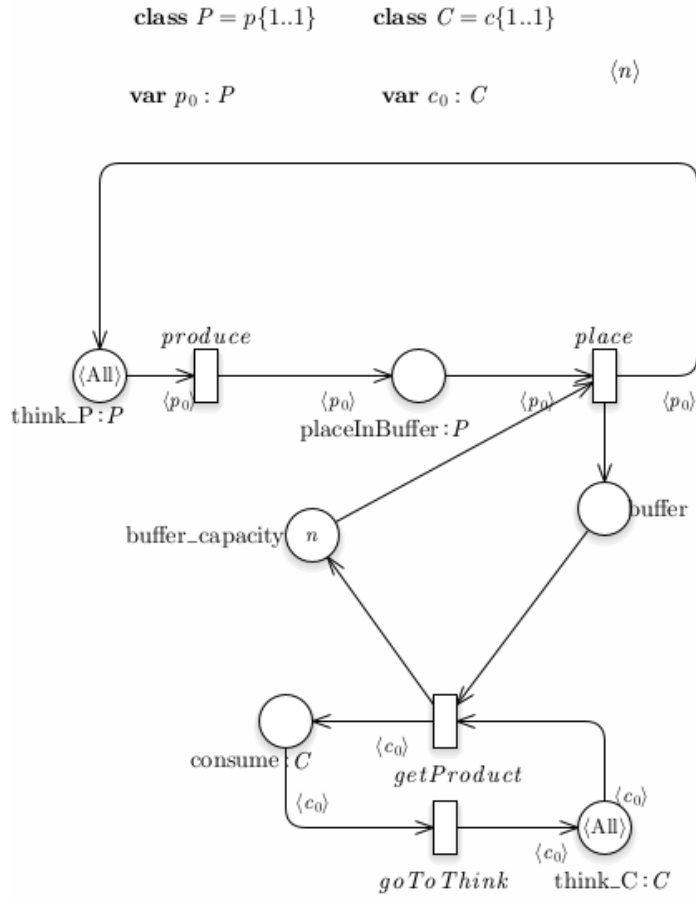 class P = p{1..1} class C = c{1..1}
⟨n⟩
var p₀ : P var c₀ : C
produce place
⟨All⟩
⟨p₀⟩ ⟨p₀⟩ ⟨p₀⟩ ⟨p₀⟩
think_P : P
placeInBuffer : P
buffer
buffer_capacity n
⟨c₀⟩
consume : C
getProduct
⟨c₀⟩ ⟨c₀⟩
⟨All⟩
⟨c₀⟩
goToThink think_C : C